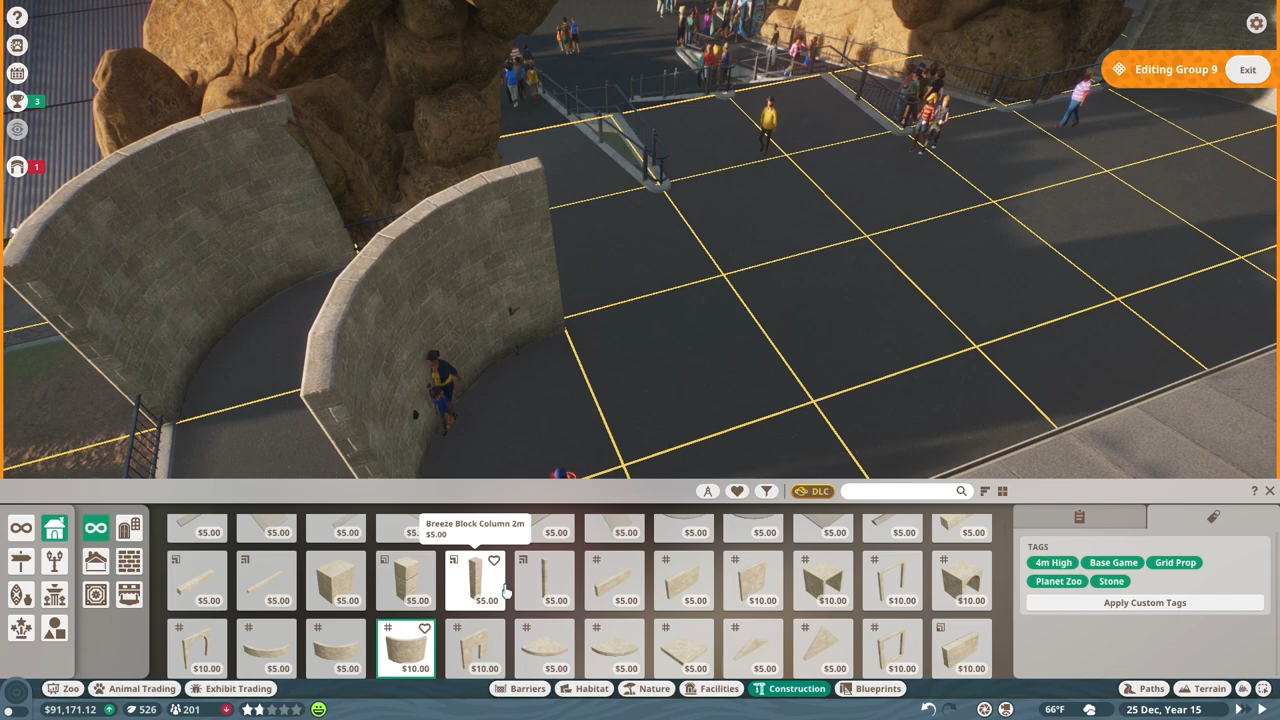 ?
3
1
Editing Group 9
Exit
DLC
?
Breeze Block Column 2m
$5.00
$5.00 $5.00 $5.00 $5.00 $5.00 $5.00 $5.00 $5.00 $5.00 $5.00
$5.00 $5.00 $5.00 $5.00 $5.00 $5.00 $5.00 $5.00 $10.00 $10.00 $10.00 $10.00
$10.00 $5.00 $5.00 $10.00 $10.00 $5.00 $5.00 $5.00 $5.00 $5.00 $10.00 $5.00
TAGS
4m High Base Game Grid Prop
Planet Zoo Stone
Apply Custom Tags
Zoo Animal Trading Exhibit Trading Barriers Habitat Nature Facilities Construction Blueprints Paths Terrain
$91,171.12 526 201 66°F 25 Dec, Year 15